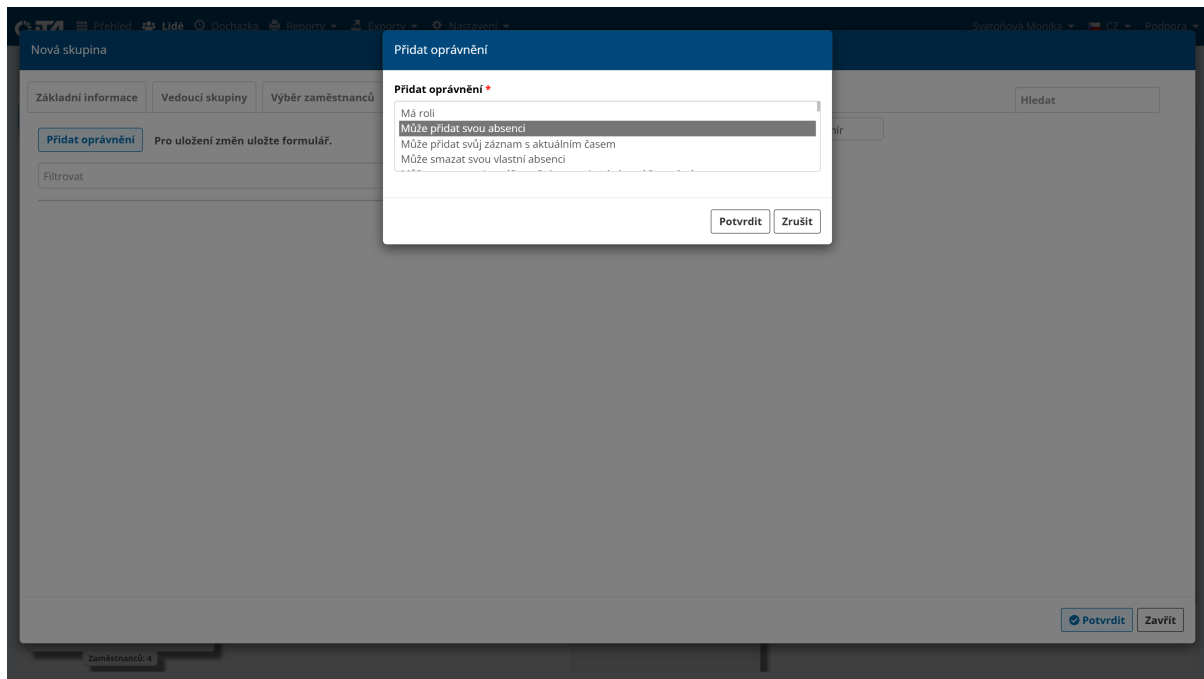 Přehled Lidé Docházka Reporty Exporty Nastavení Svatoňová Monika CZ Podpora
Nová skupina
Přidat oprávnění
Základní informace Vedoucí skupiny Výběr zaměstnanců
Hledat
Přidat oprávnění *
Má roli
Může přidat svou absenci
Může přidat svůj záznam s aktuálním časem
Může smazat svou vlastní absenci
Přidat oprávnění Pro uložení změn uložte formulář.
Filtrovat
Potvrdit Zrušit
Potvrdit Zavřít
Zaměstnanců: 4